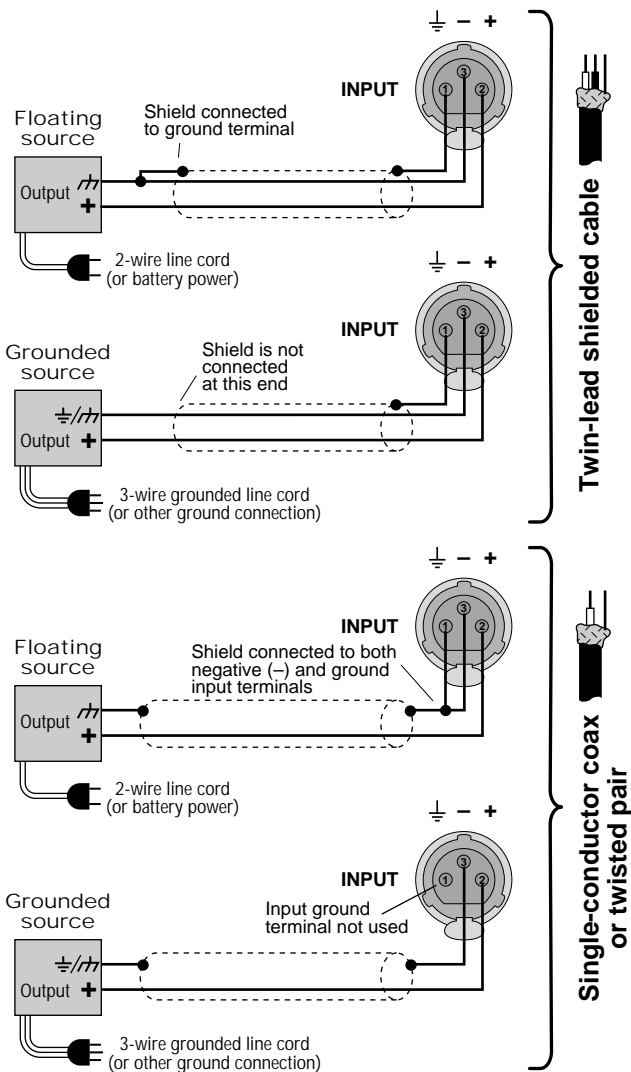 ⏚ – +
INPUT
1 3 2
Shield connected
to ground terminal
Floating
source
Output +
2-wire line cord
(or battery power)
⏚ – +
INPUT
1 3 2
Shield is not
connected
at this end
Grounded
source
Output +
3-wire grounded line cord
(or other ground connection)
Twin-lead shielded cable
⏚ – +
INPUT
1 3 2
Shield connected to both
negative (–) and ground
input terminals
Floating
source
Output +
2-wire line cord
(or battery power)
⏚ – +
INPUT
1 3 2
Input ground
terminal not used
Grounded
source
Output +
3-wire grounded line cord
(or other ground connection)
Single-conductor coax
or twisted pair